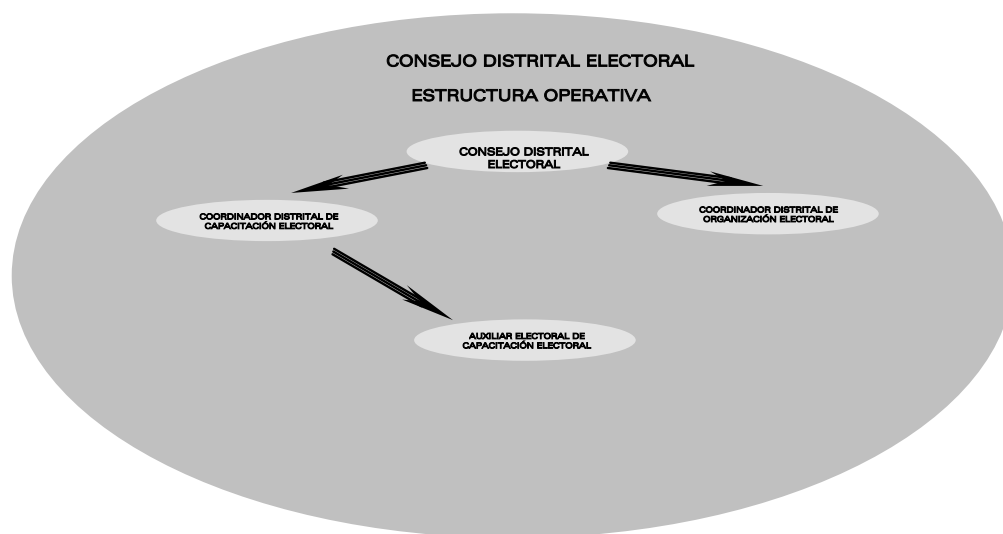 CONSEJO DISTRITAL ELECTORAL
ESTRUCTURA OPERATIVA
CONSEJO DISTRITAL
ELECTORAL
COORDINADOR DISTRITAL DE
CAPACITACIÓN ELECTORAL
COORDINADOR DISTRITAL DE
ORGANIZACIÓN ELECTORAL
AUXILIAR ELECTORAL DE
CAPACITACIÓN ELECTORAL